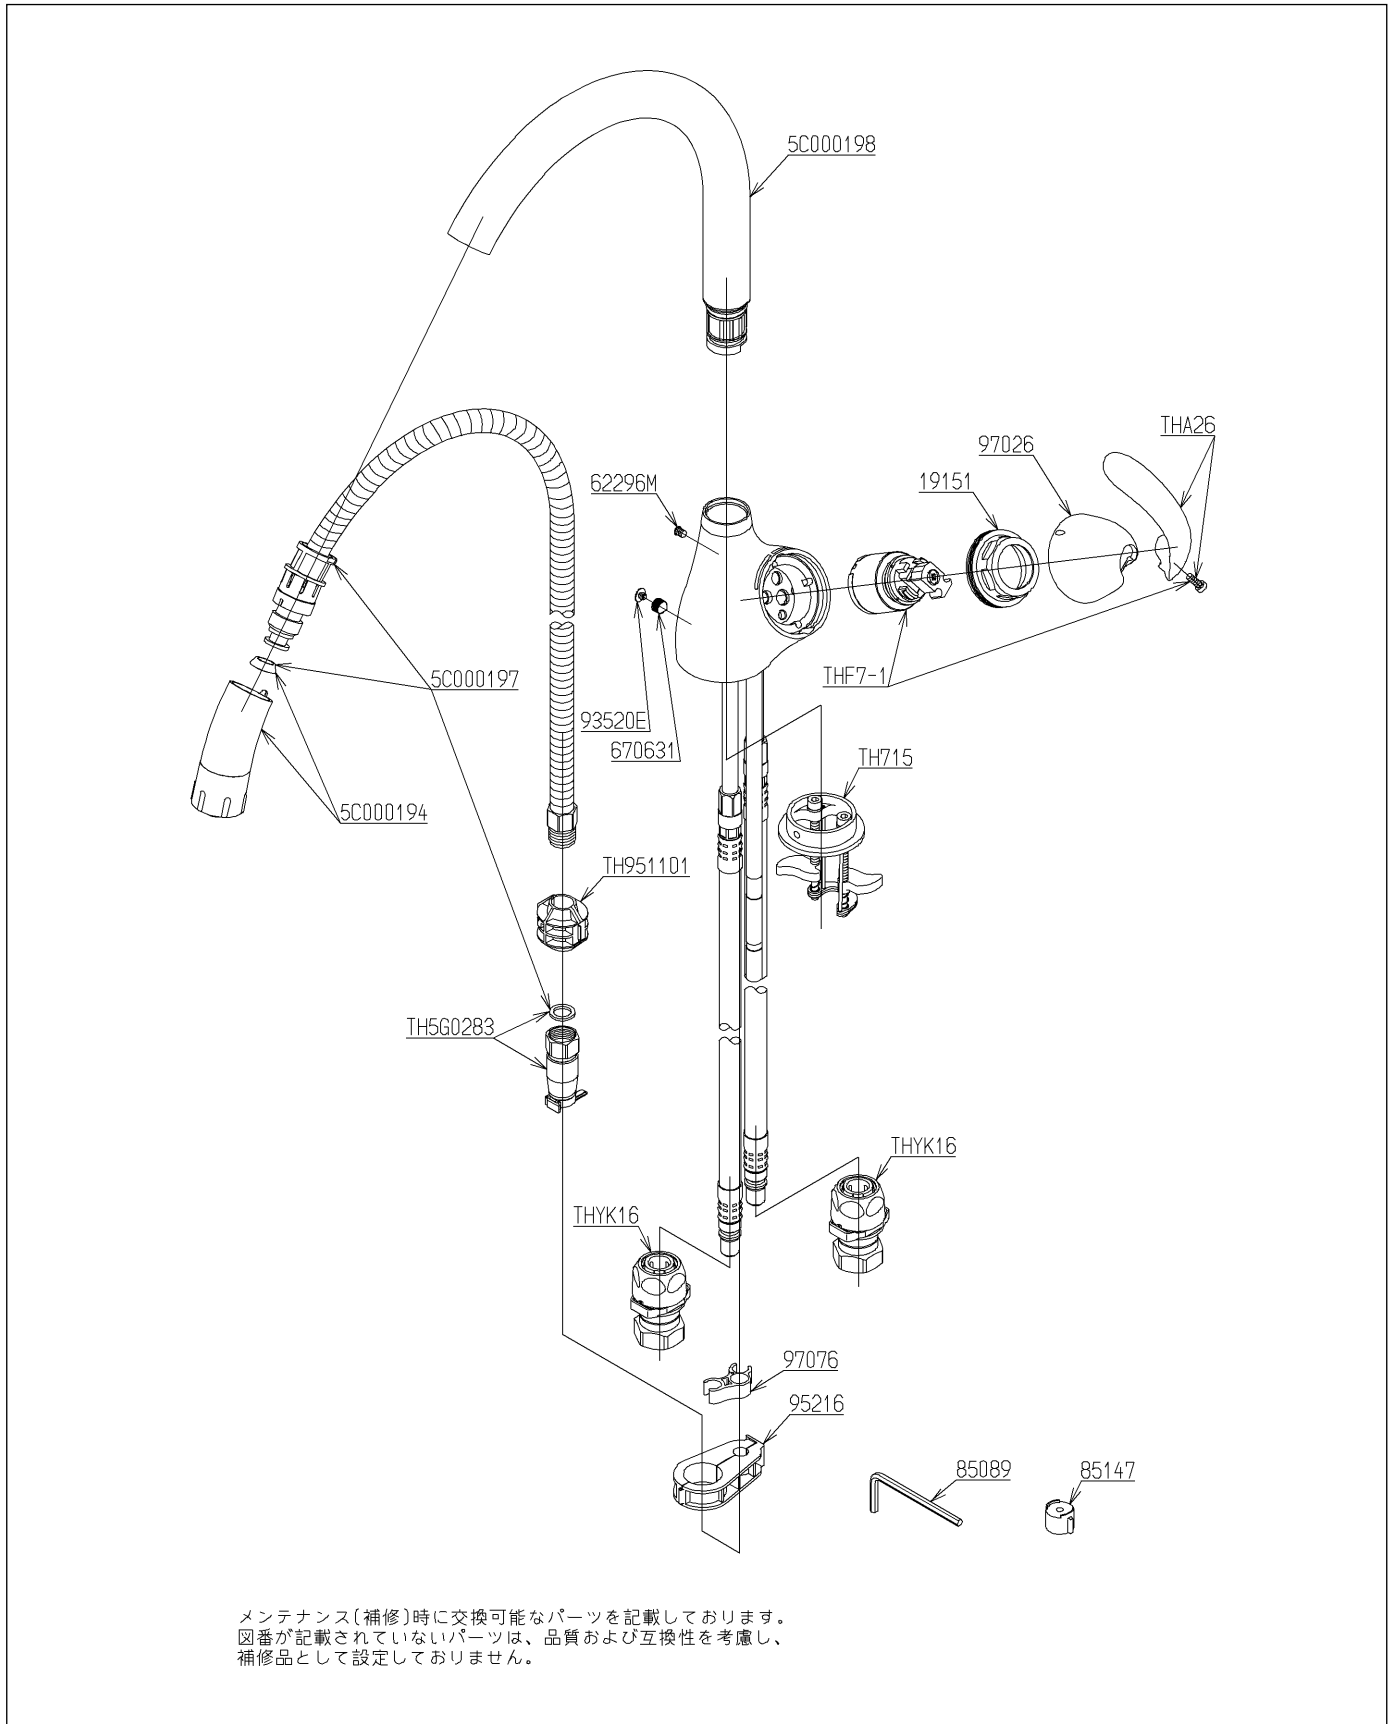 5C000198
THA26
97026
19151
62296M
THF7-1
5C000197
93520E
670631
TH715
5C000194
TH951101
TH5G0283
THYK16
THYK16
97076
95216
85089
85147
メンテナンス(補修)時に交換可能なパーツを記載しております。
図番が記載されていないパーツは、品質および互換性を考慮し、
補修品として設定しておりません。